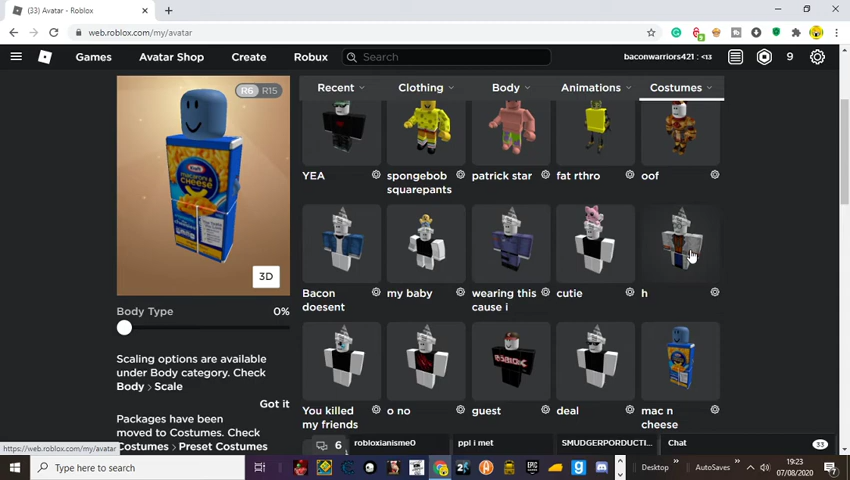 (33) Avatar - Roblox
web.roblox.com/my/avatar
Games
Avatar Shop
Create
Robux
Search
baconwarriors421 : <13
9
Recent
Clothing
Body
Animations
Costumes
R6 R15
KRAFT
MACARONI &
CHEESE
3D
Body Type
0%
Scaling options are available
under Body category. Check
Body > Scale
Got it
Packages have been
moved to Costumes. Check
Costumes > Preset Costumes
YEA
spongebob
squarepants
patrick star
fat rthro
oof
Bacon
doesent
my baby
wearing this
cause i
cutie
h
ROBLOX
You killed
my friends
o no
guest
deal
mac n
cheese
https://web.roblox.com/my/avatar
6
robloxianisme0
ppl i met
SMUDGERPORDUCTI...
Chat
33
Type here to search
Desktop
AutoSaves
19:23
07/08/2020